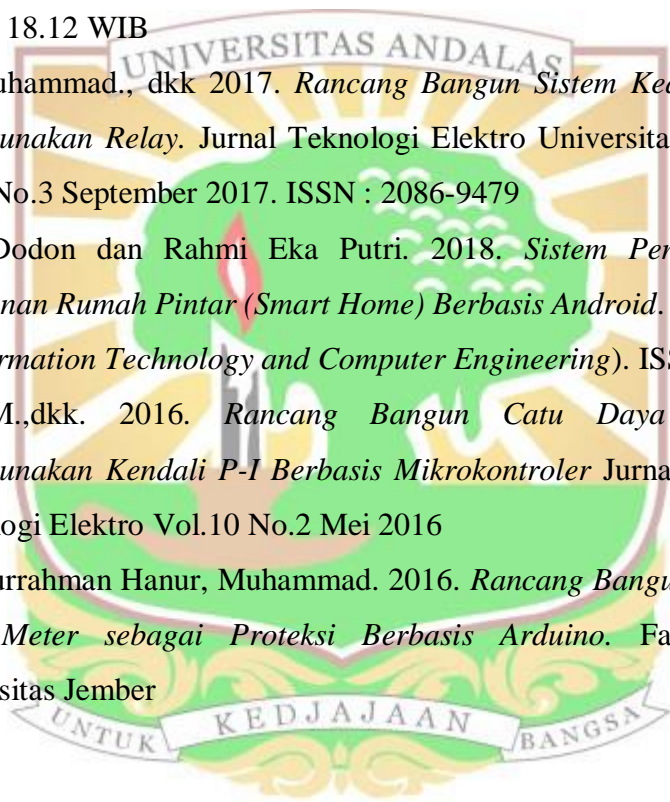 18.12 WIB
UNIVERSITAS ANDALAS
uhammad., dkk 2017. Rancang Bangun Sistem Kea
unakan Relay. Jurnal Teknologi Elektro Universita
No.3 September 2017. ISSN : 2086-9479
Dodon dan Rahmi Eka Putri. 2018. Sistem Per
nan Rumah Pintar (Smart Home) Berbasis Android.
rmation Technology and Computer Engineering). ISS
M.,dkk. 2016. Rancang Bangun Catu Daya
unakan Kendali P-I Berbasis Mikrokontroler Jurna
ogi Elektro Vol.10 No.2 Mei 2016
urrahman Hanur, Muhammad. 2016. Rancang Bangu
Meter sebagai Proteksi Berbasis Arduino. Fa
sitas Jember
UNTUK KEDJAJAAN BANGSA